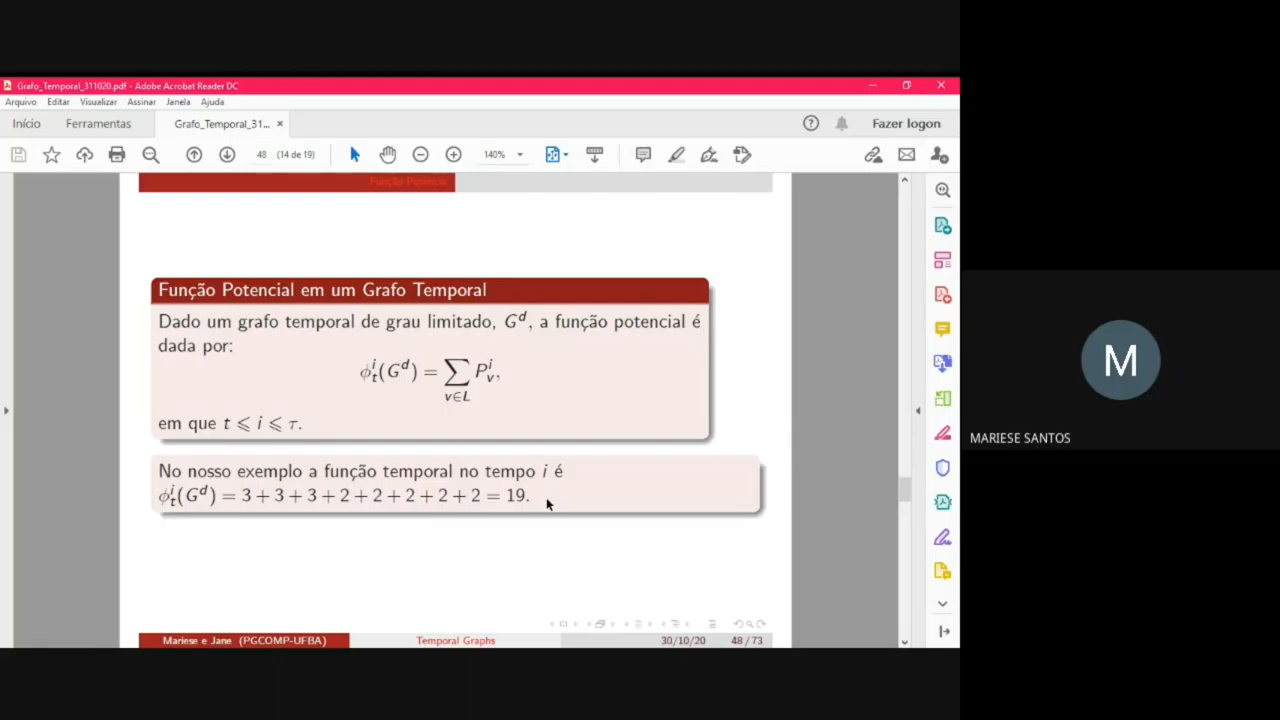 Grafo_Temporal_311020.pdf - Adobe Acrobat Reader DC
Arquivo Editar Visualizar Assinar Janela Ajuda
Início Ferramentas Grafo_Temporal_31... × Fazer logon
48 (14 de 19) 140%
Função Potencial
Função Potencial em um Grafo Temporal
Dado um grafo temporal de grau limitado, G^d, a função potencial é
dada por:
ϕ_t^i(G^d) = ∑_{v∈L} P_v^i,
em que t ⩽ i ⩽ τ.
No nosso exemplo a função temporal no tempo i é
ϕ_t^i(G^d) = 3 + 3 + 3 + 2 + 2 + 2 + 2 + 2 = 19.
Mariese e Jane (PGCOMP-UFBA) Temporal Graphs 30/10/20 48 / 73
M
MARIESE SANTOS